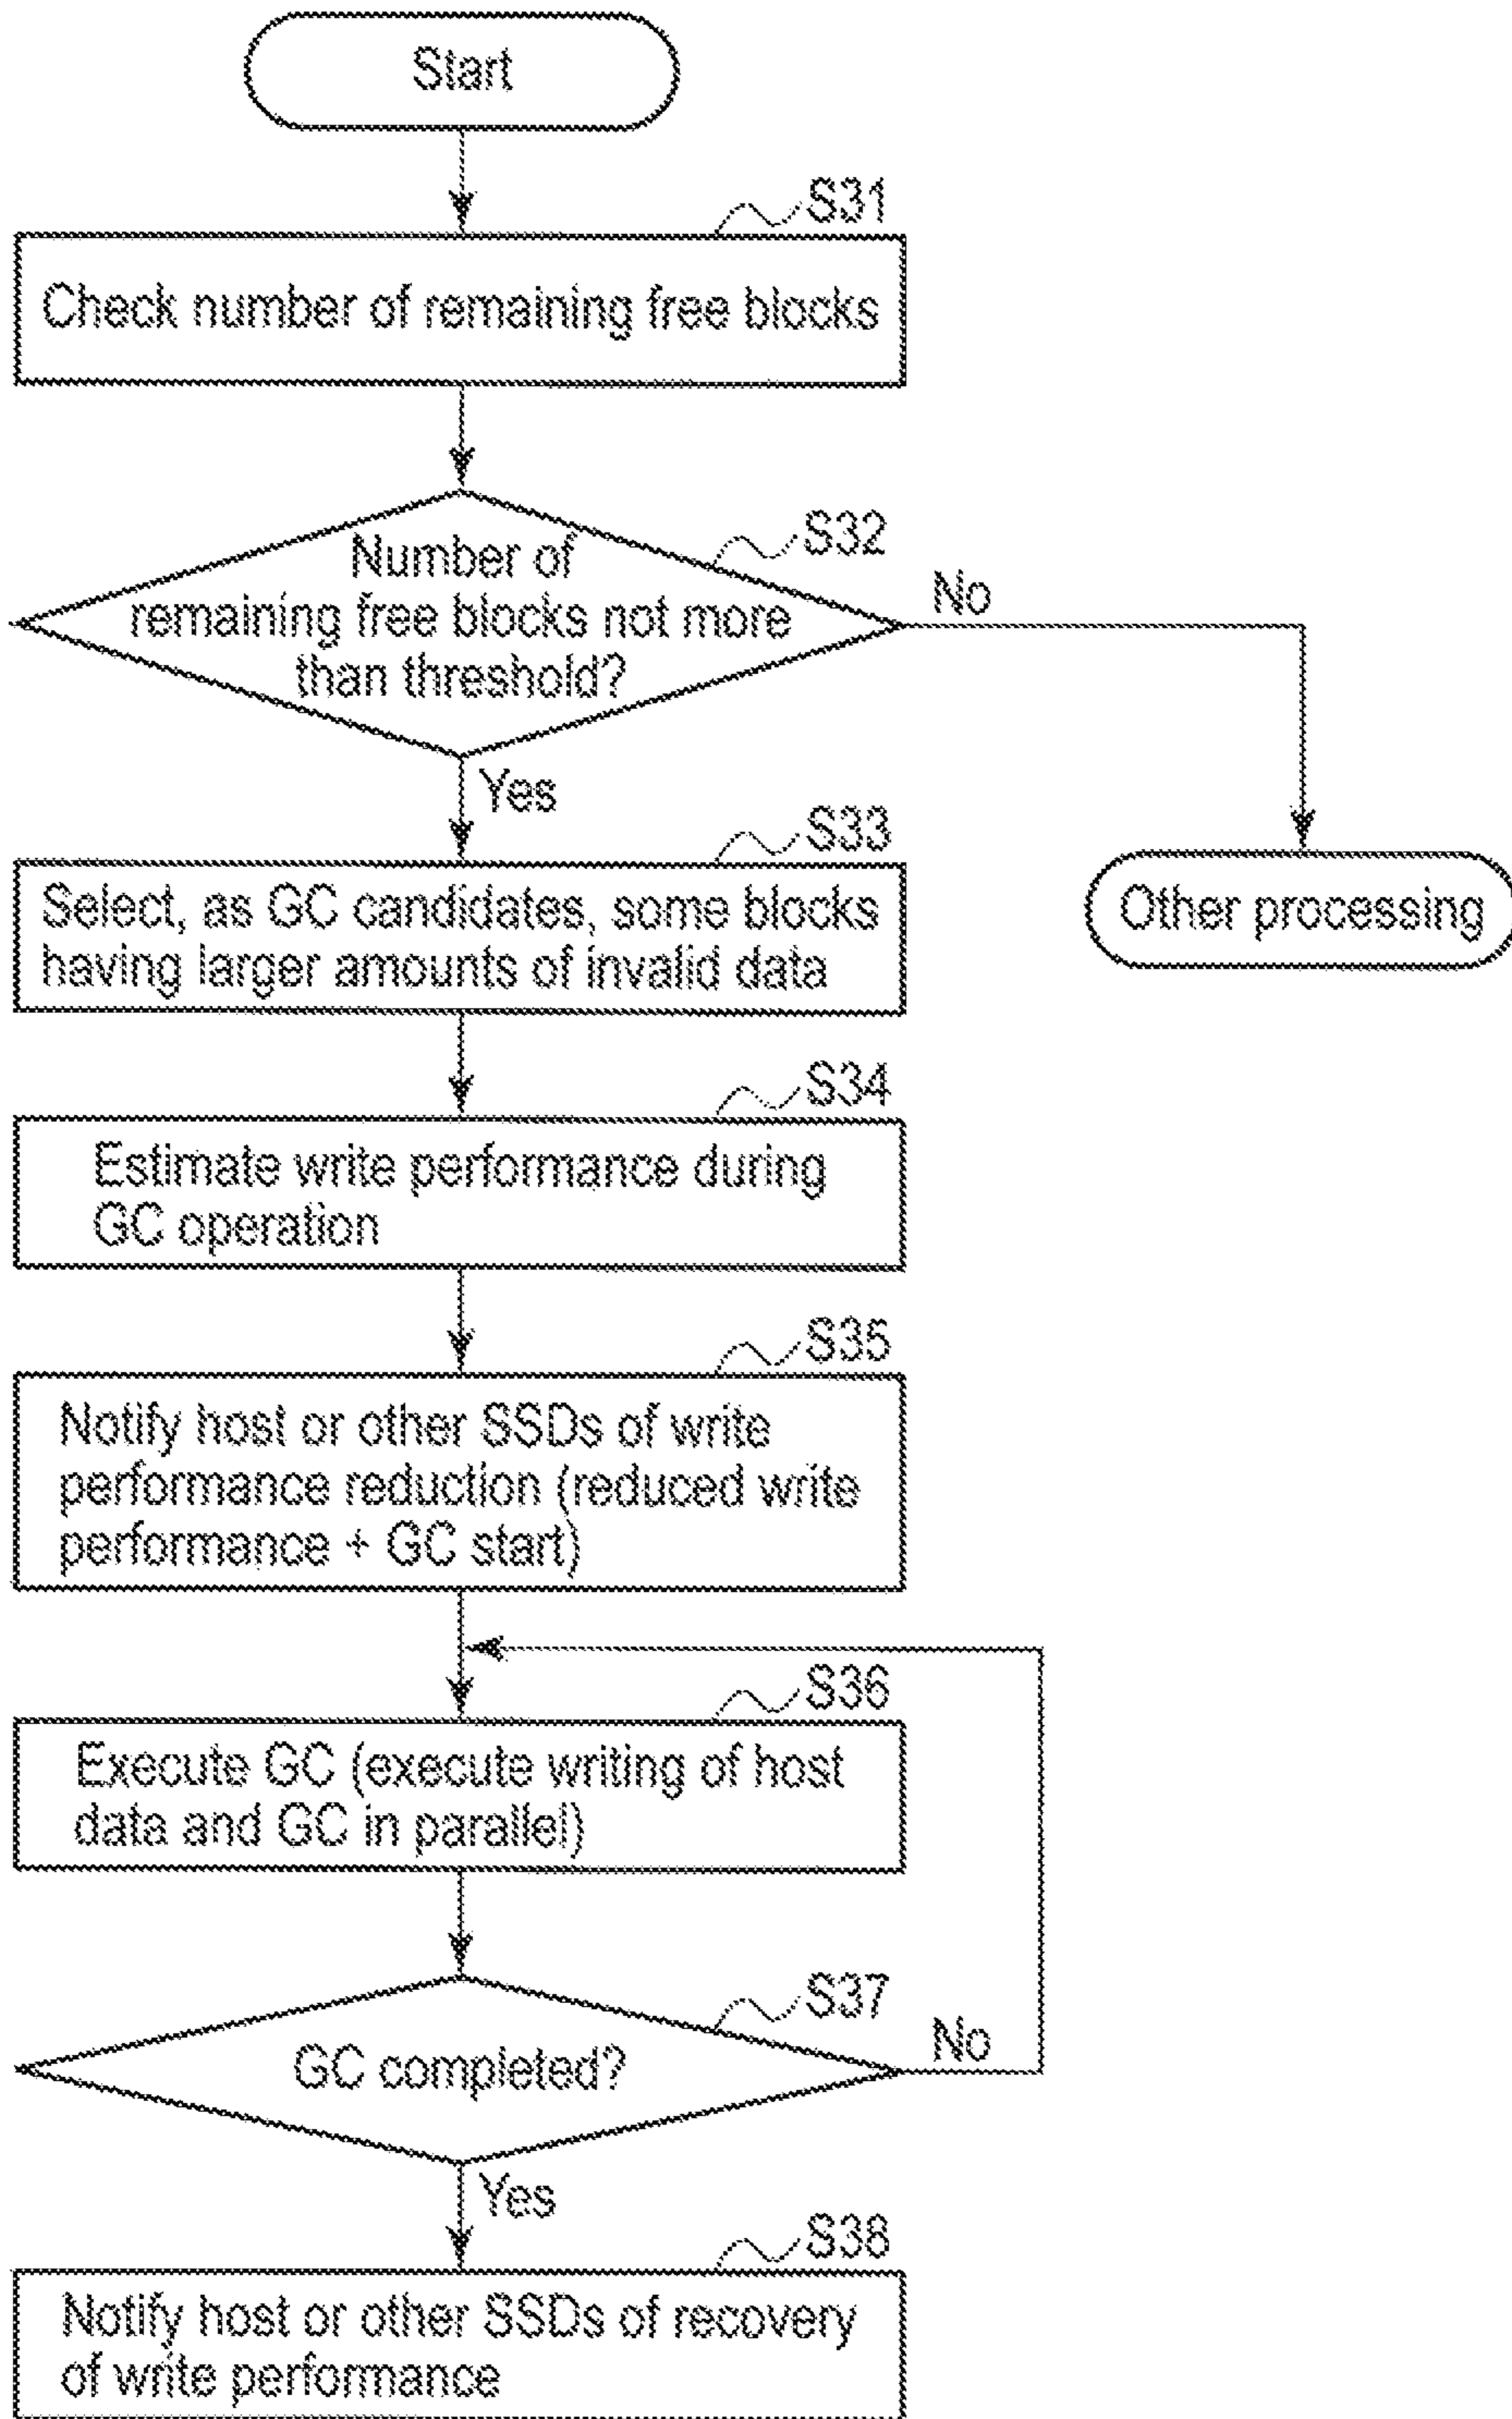 Start
S31
Check number of remaining free blocks
S32
Number of
remaining free blocks not more
than threshold?
No
Yes
S33
Select, as GC candidates, some blocks
having larger amounts of invalid data
Other processing
S34
Estimate write performance during
GC operation
S35
Notify host or other SSDs of write
performance reduction (reduced write
performance + GC start)
S36
Execute GC (execute writing of host
data and GC in parallel)
S37
GC completed?
No
Yes
S38
Notify host or other SSDs of recovery
of write performance